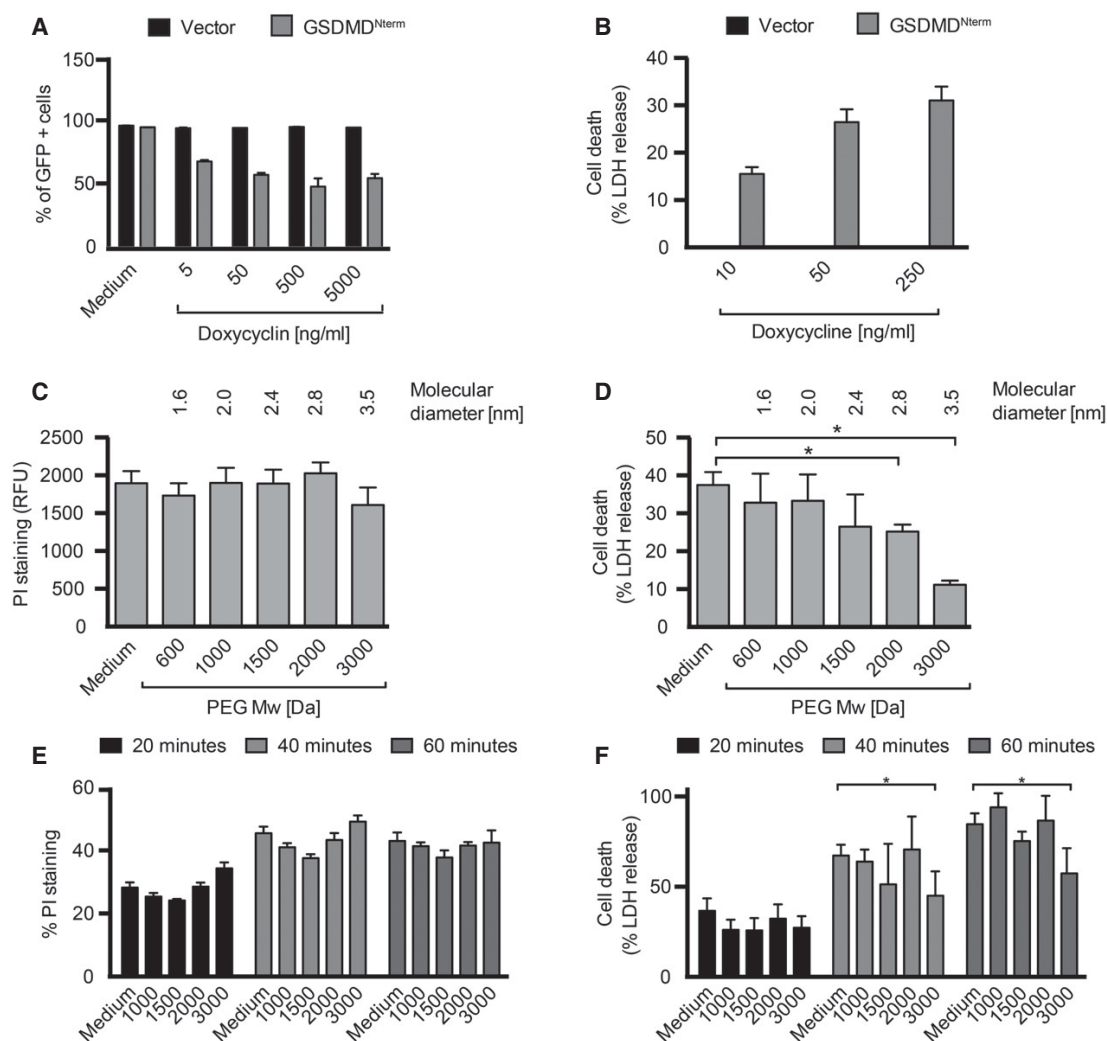 A
Vector GSDMDNterm
% of GFP + cells
150
100
50
0
Medium 5 50 500 5000
Doxycyclin [ng/ml]
B
Vector GSDMDNterm
Cell death
(% LDH release)
40
30
20
10
0
10 50 250
Doxycycline [ng/ml]
C
1.6 2.0 2.4 2.8 3.5 Molecular
diameter [nm]
PI staining (RFU)
2500
2000
1500
1000
500
0
Medium 600 1000 1500 2000 3000
PEG Mw [Da]
D
1.6 2.0 2.4 2.8 3.5 Molecular
diameter [nm]
Cell death
(% LDH release)
50
40
30
20
10
0
*
*
Medium 600 1000 1500 2000 3000
PEG Mw [Da]
E
20 minutes 40 minutes 60 minutes
% PI staining
60
40
20
0
Medium 1000 1500 2000 3000 Medium 1000 1500 2000 3000 Medium 1000 1500 2000 3000
F
20 minutes 40 minutes 60 minutes
Cell death
(% LDH release)
100
50
0
* *
Medium 1000 1500 2000 3000 Medium 1000 1500 2000 3000 Medium 1000 1500 2000 3000